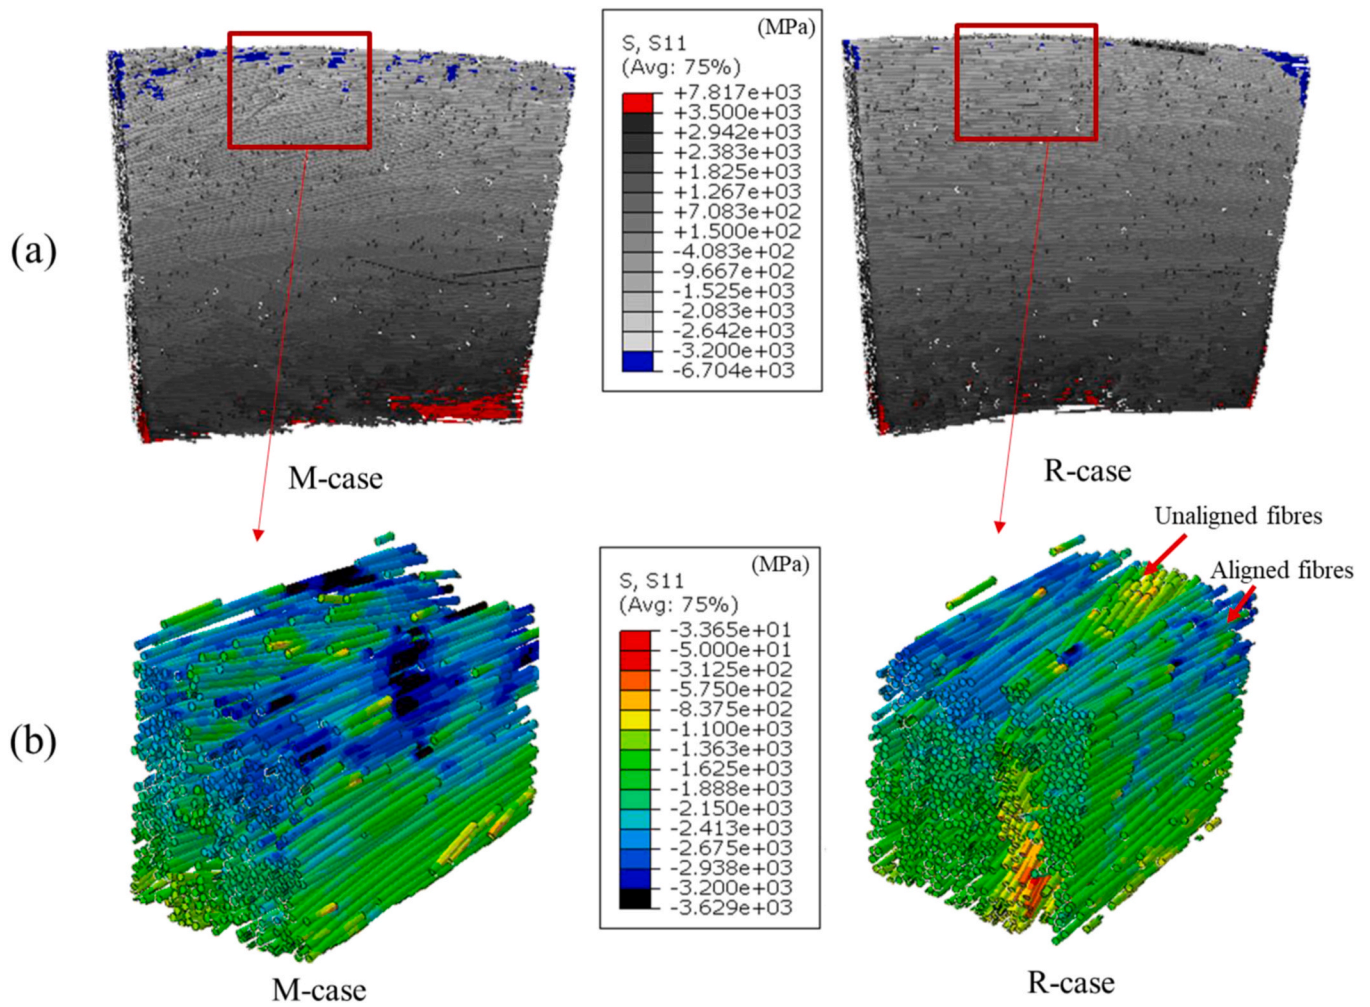 (a)
(MPa)
S, S11
(Avg: 75%)
+7.817e+03
+3.500e+03
+2.942e+03
+2.383e+03
+1.825e+03
+1.267e+03
+7.083e+02
+1.500e+02
-4.083e+02
-9.667e+02
-1.525e+03
-2.083e+03
-2.642e+03
-3.200e+03
-6.704e+03
M-case
R-case
(b)
(MPa)
S, S11
(Avg: 75%)
-3.365e+01
-5.000e+01
-3.125e+02
-5.750e+02
-8.375e+02
-1.100e+03
-1.363e+03
-1.625e+03
-1.888e+03
-2.150e+03
-2.413e+03
-2.675e+03
-2.938e+03
-3.200e+03
-3.629e+03
Unaligned fibres
Aligned fibres
M-case
R-case